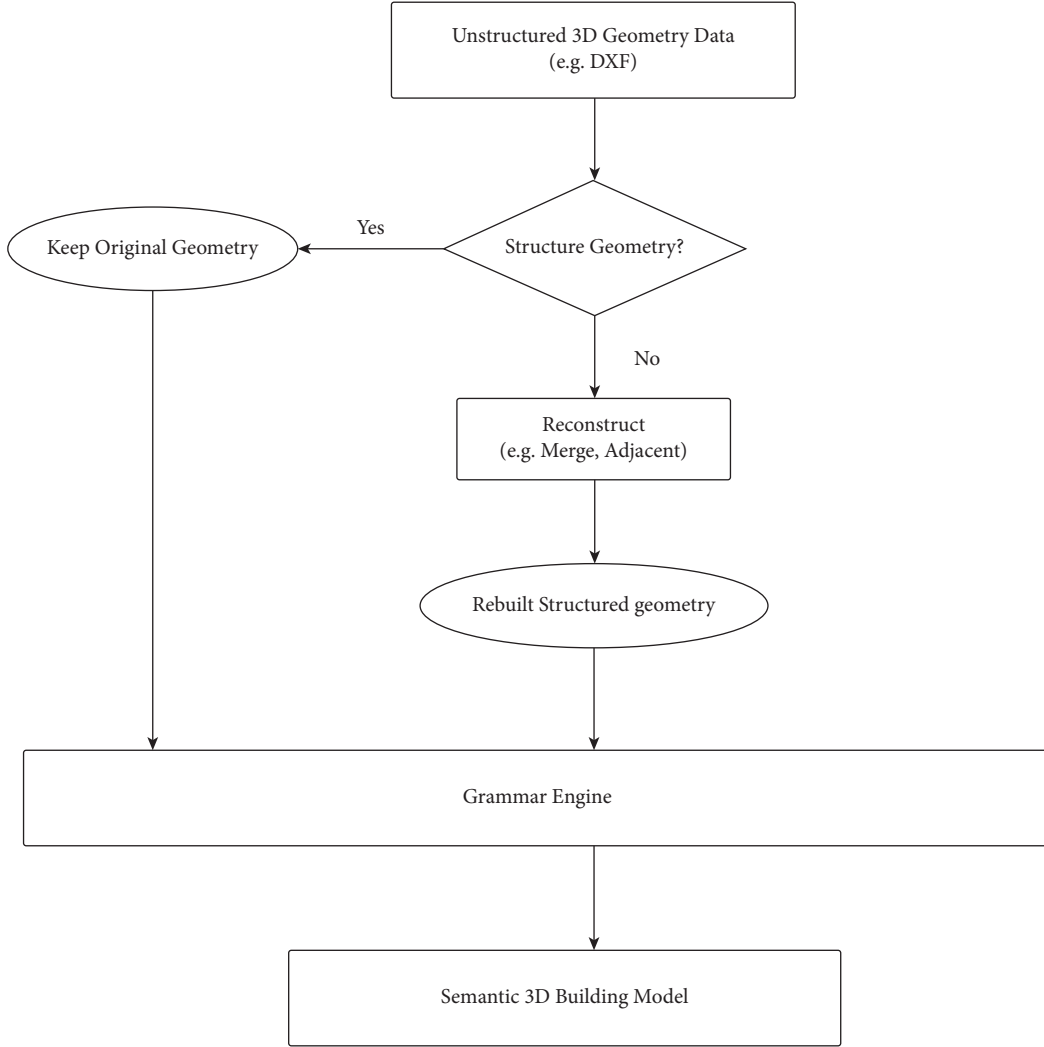 Unstructured 3D Geometry Data
(e.g. DXF)
Structure Geometry?
Yes
Keep Original Geometry
No
Reconstruct
(e.g. Merge, Adjacent)
Rebuilt Structured geometry
Grammar Engine
Semantic 3D Building Model